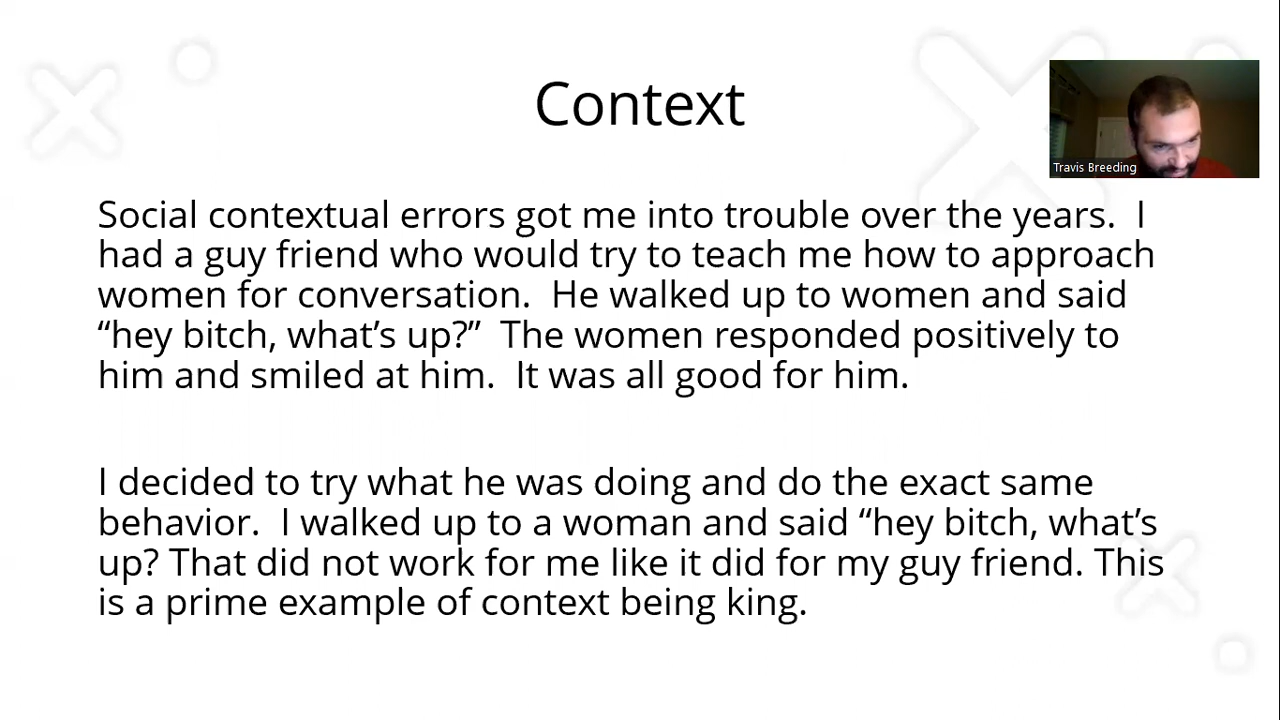 Context
Travis Breeding
Social contextual errors got me into trouble over the years.  I
had a guy friend who would try to teach me how to approach
women for conversation.  He walked up to women and said
“hey bitch, what’s up?”  The women responded positively to
him and smiled at him.  It was all good for him.
I decided to try what he was doing and do the exact same
behavior.  I walked up to a woman and said “hey bitch, what’s
up? That did not work for me like it did for my guy friend. This
is a prime example of context being king.